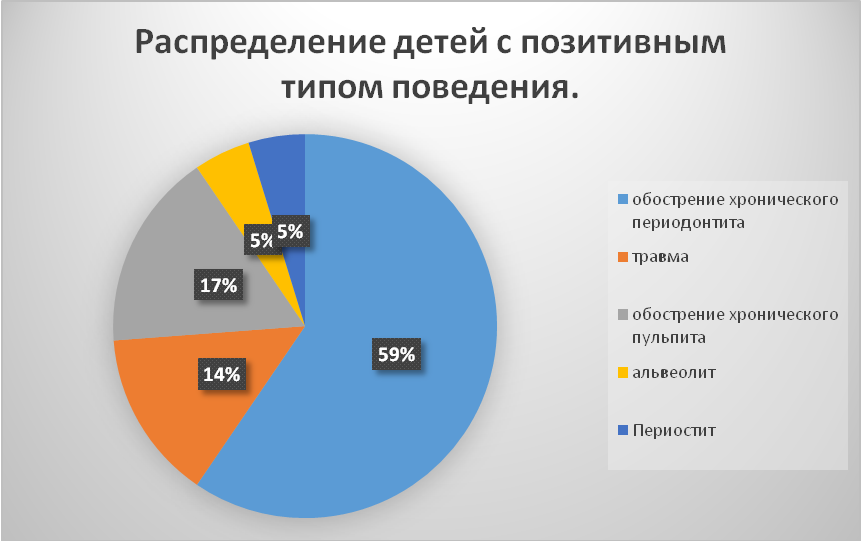 Распределение детей с позитивным
типом поведения.
5%
5%
17%
59%
14%
обострение хронического
периодонтита
травма
обострение хронического
пульпита
альвеолит
Периостит